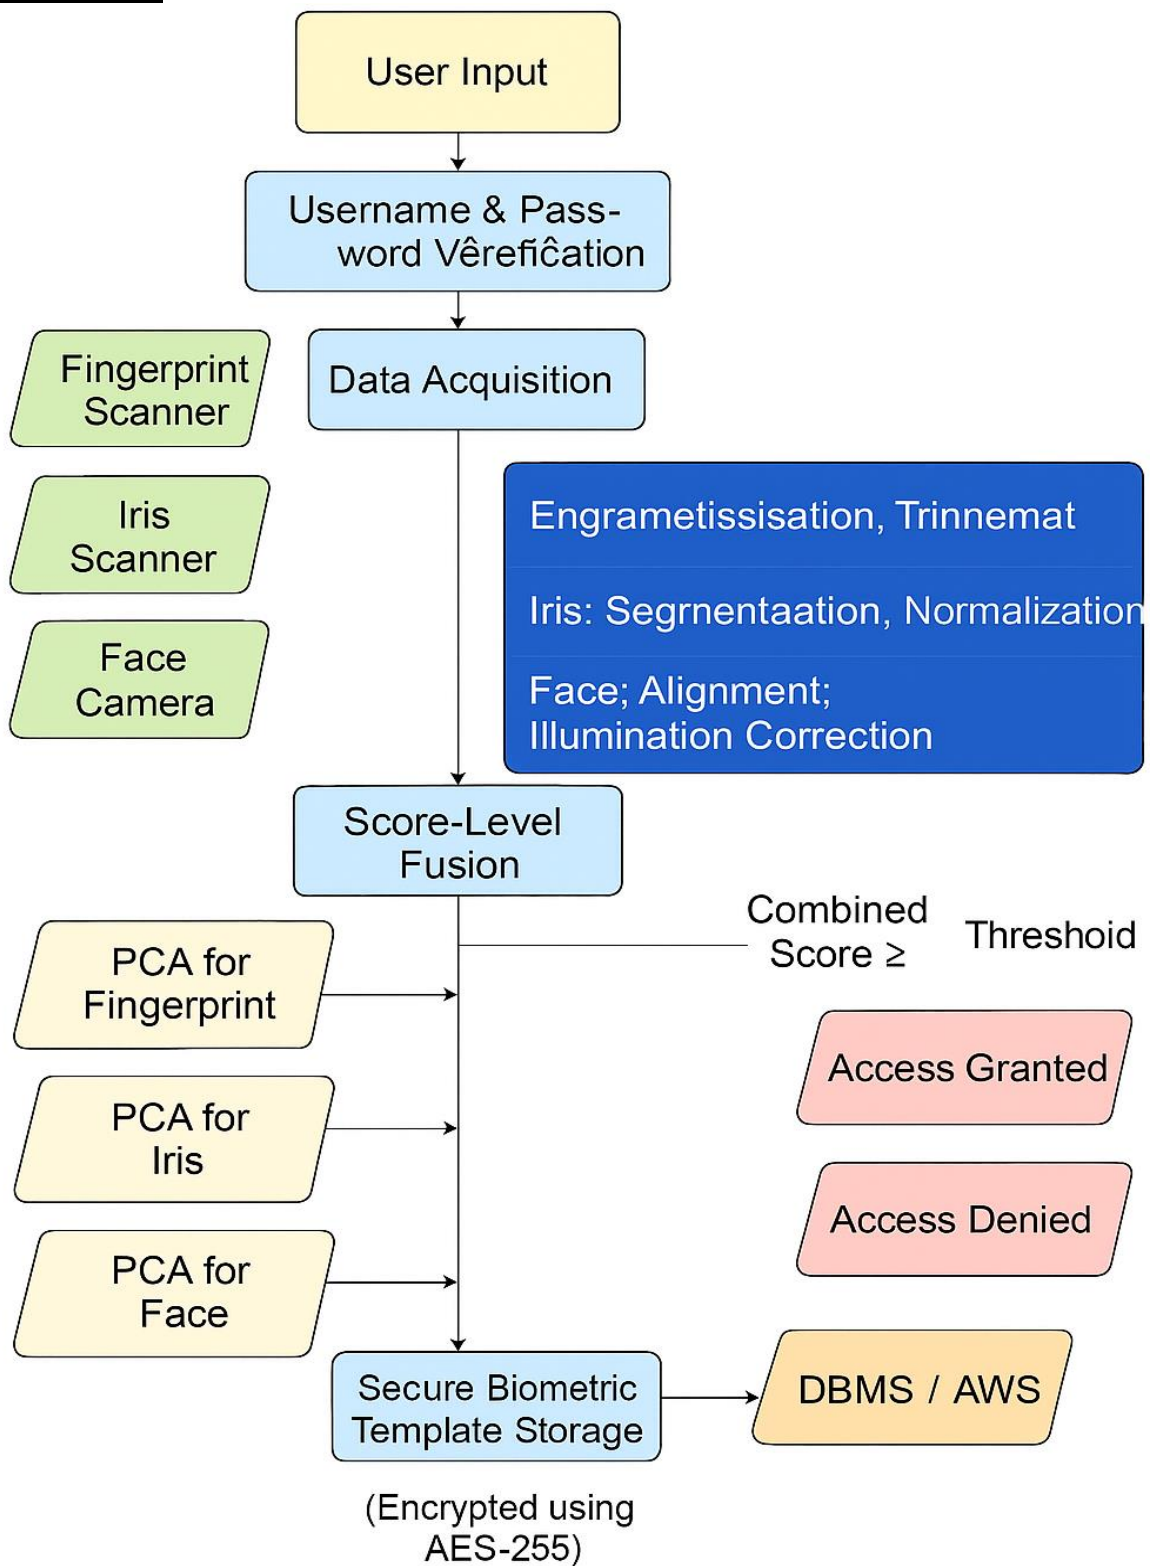 User Input
Username & Pass-
word Vêrefiĉation
Data Acquisition
Fingerprint
Scanner
Iris
Scanner
Face
Camera
Engrametissisation, Trinnemat
Iris: Segrnentaation, Normalization
Face; Alignment;
Illumination Correction
Score-Level
Fusion
Combined
Score ≥ Threshoid
PCA for
Fingerprint
PCA for
Iris
PCA for
Face
Access Granted
Access Denied
Secure Biometric
Template Storage
DBMS / AWS
(Encrypted using
AES-255)